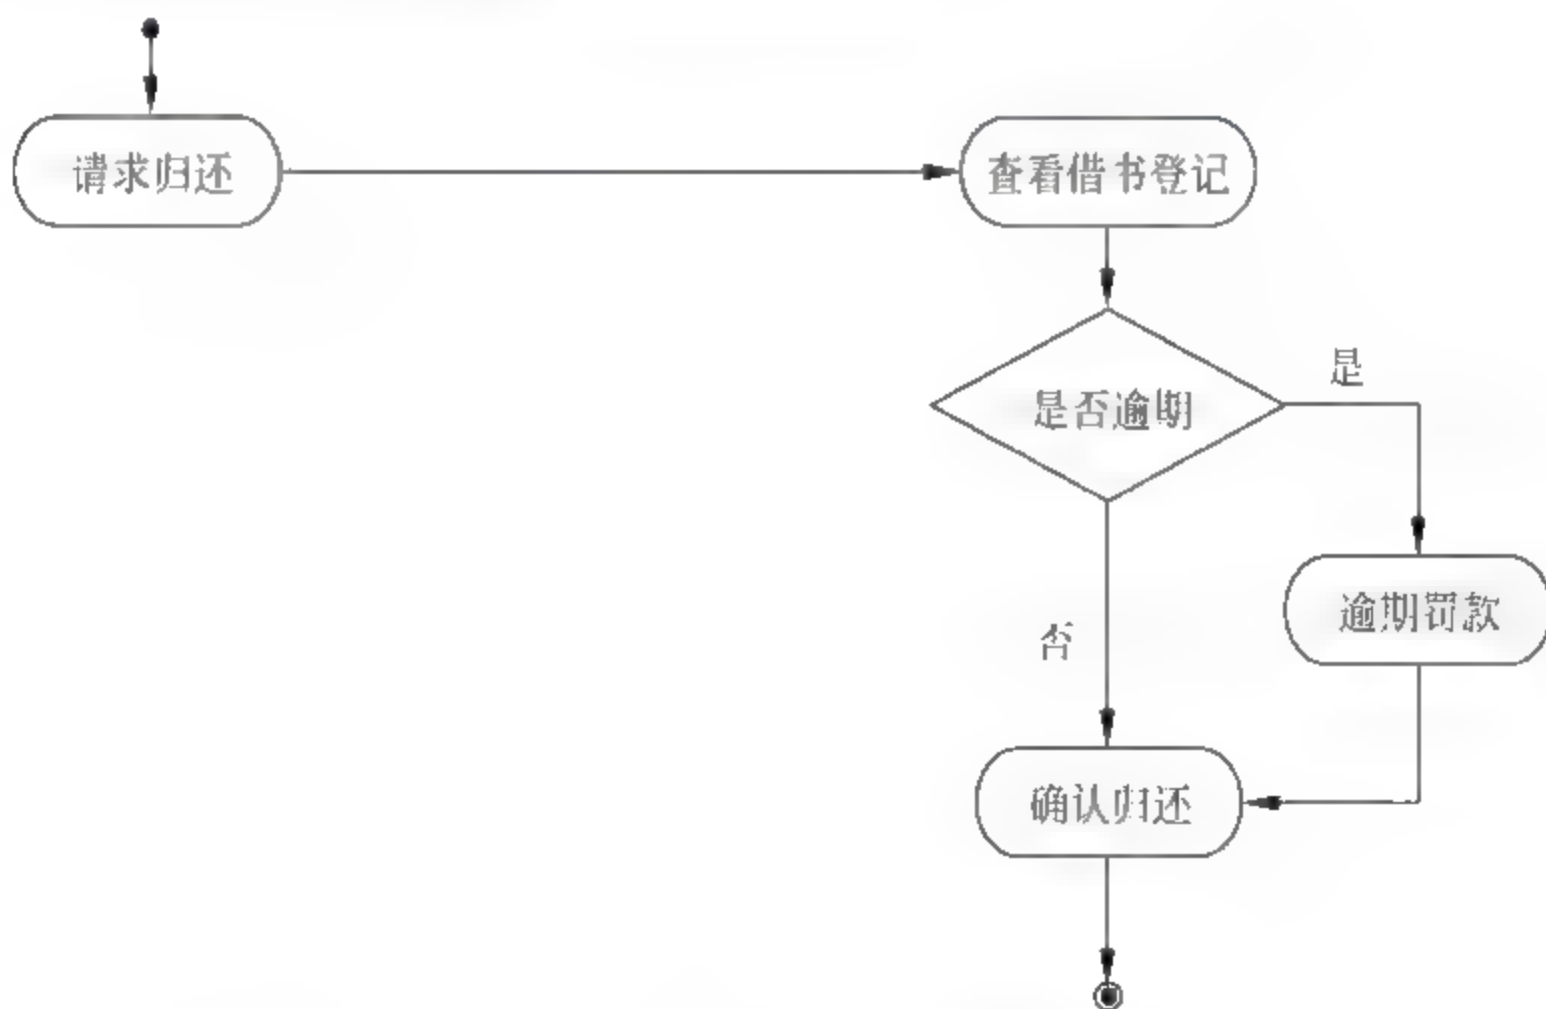 请求归还
查看借书登记
是
是否逾期
逾期罚款
否
确认归还